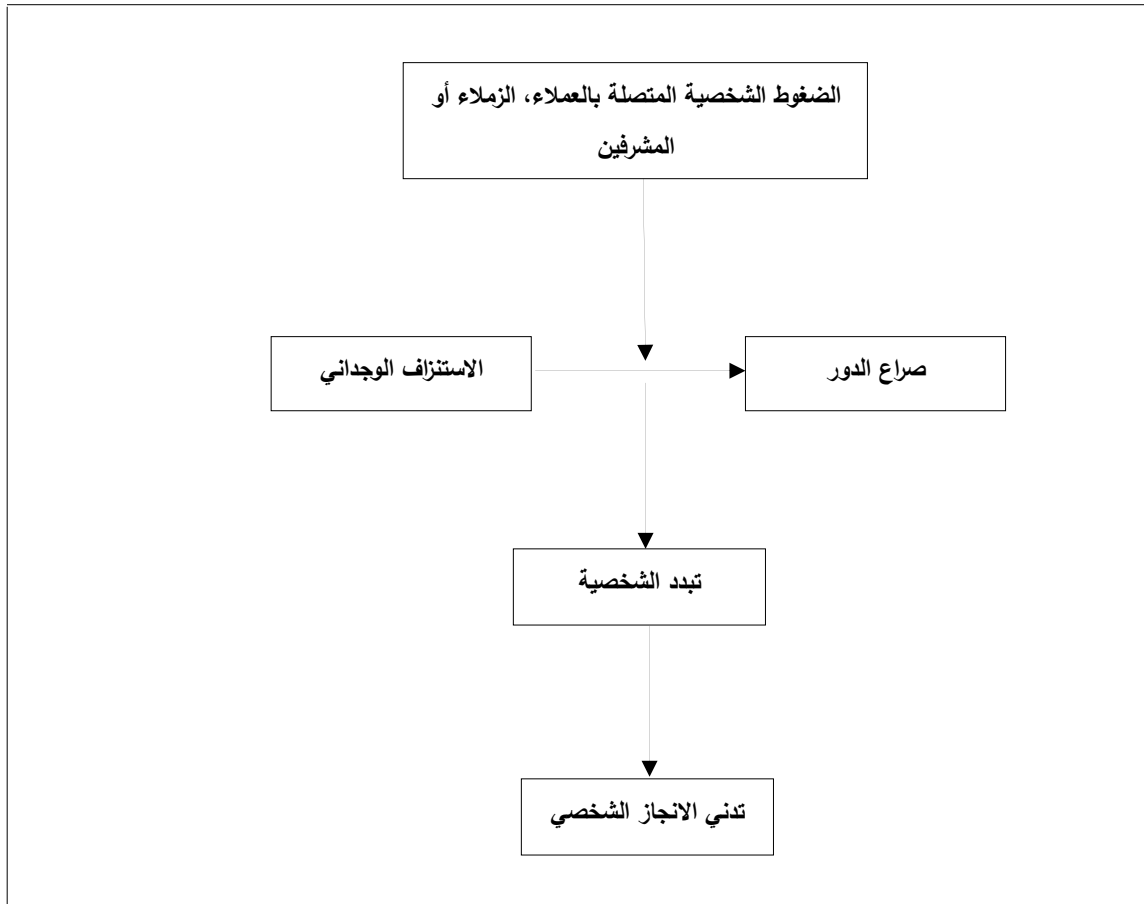 الضغوط الشخصية المتصلة بالعملاء، الزملاء أو
المشرفين
صراع الدور
الاستنزاف الوجداني
تبدد الشخصية
تدني الانجاز الشخصي